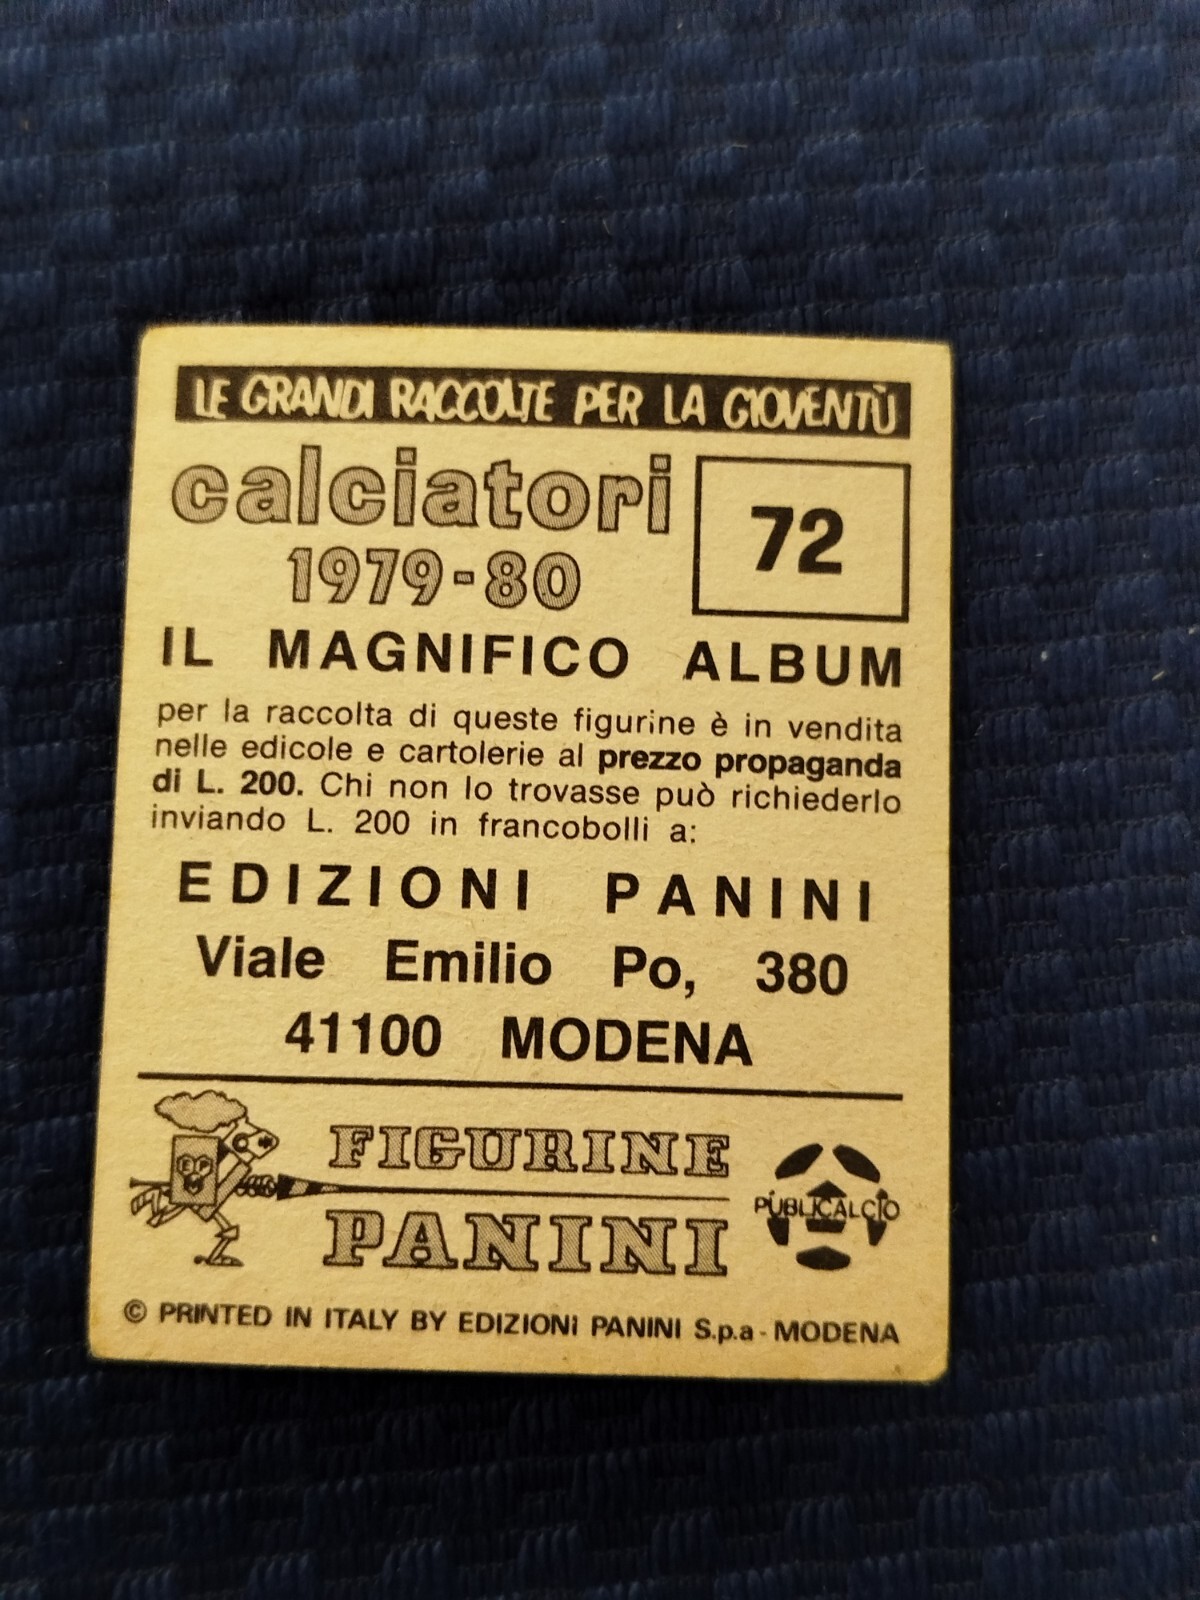 LE GRANDI RACCOLTE PER LA GIOVENTÙ
calciatori
1979-80
72
IL MAGNIFICO ALBUM
per la raccolta di queste figurine è in vendita
nelle edicole e cartolerie al prezzo propaganda
di L. 200. Chi non lo trovasse può richiederlo
inviando L. 200 in francobolli a:
EDIZIONI PANINI
Viale Emilio Po, 380
41100 MODENA
EP
FIGURINE
PANINI
PUBLICALCIO
© PRINTED IN ITALY BY EDIZIONi PANINI S.p.a - MODENA